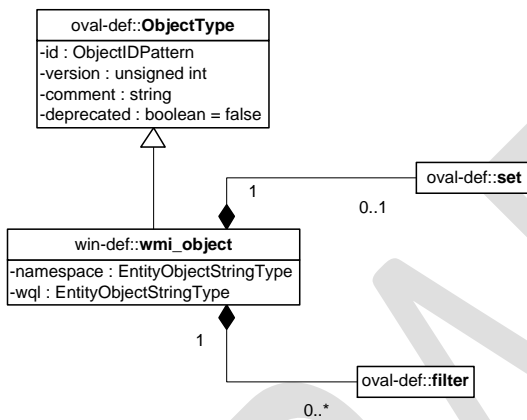 oval-def::ObjectType
-id : ObjectIDPattern
-version : unsigned int
-comment : string
-deprecated : boolean = false
1
0..1
oval-def::set
win-def::wmi_object
-namespace : EntityObjectStringType
-wql : EntityObjectStringType
1
0..*
oval-def::filter